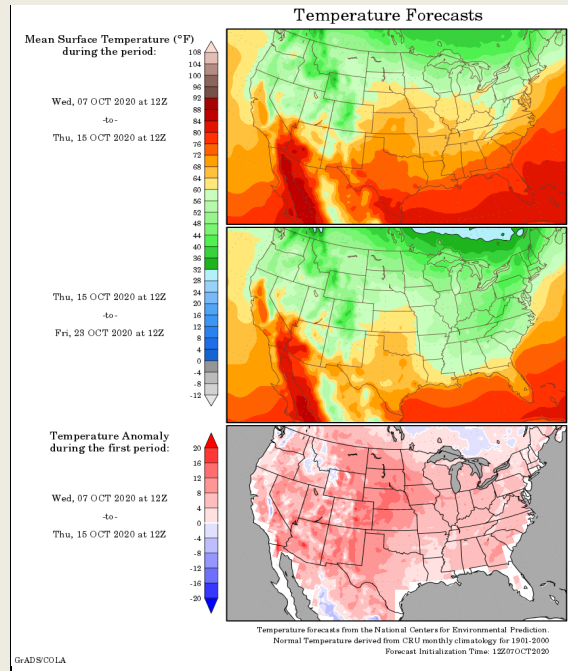 Temperature Forecasts
Mean Surface Temperature (°F)
during the period:
Wed, 07 OCT 2020 at 12Z
-to-
Thu, 15 OCT 2020 at 12Z
108
104
100
96
92
88
84
80
76
72
68
64
60
56
52
48
44
40
36
32
28
24
20
16
12
8
4
0
-4
-8
-12
Thu, 15 OCT 2020 at 12Z
-to-
Fri, 23 OCT 2020 at 12Z
Temperature Anomaly
during the first period:
Wed, 07 OCT 2020 at 12Z
-to-
Thu, 15 OCT 2020 at 12Z
20
16
12
8
4
0
-4
-8
-12
-16
-20
Temperature forecasts from the National Centers for Environmental Prediction.
Normal Temperature derived from CRU monthly climatology for 1901-2000
Forecast Initialization Time: 12Z07OCT2020
GrADS/COLA